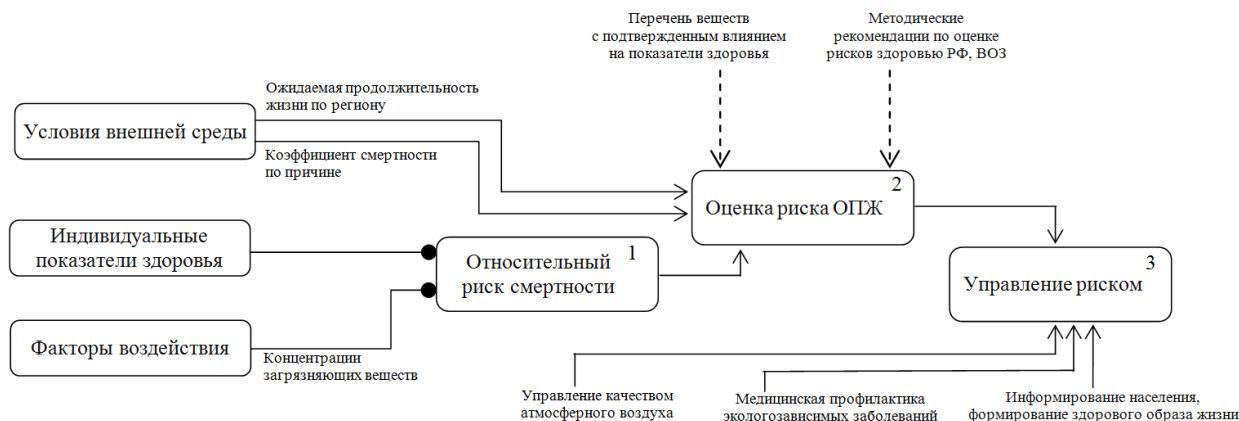 Перечень веществ
с подтвержденным влиянием
на показатели здоровья
Методические
рекомендации по оценке
рисков здоровью РФ, ВОЗ
Ожидаемая продолжительность
жизни по региону
Условия внешней среды
Коэффициент смертности
по причине
2
Оценка риска ОПЖ
Индивидуальные
показатели здоровья
1
Относительный
риск смертности
3
Управление риском
Факторы воздействия
Концентрации
загрязняющих веществ
Управление качеством
атмосферного воздуха
Медицинская профилактика
экологозависимых заболеваний
Информирование населения,
формирование здорового образа жизни